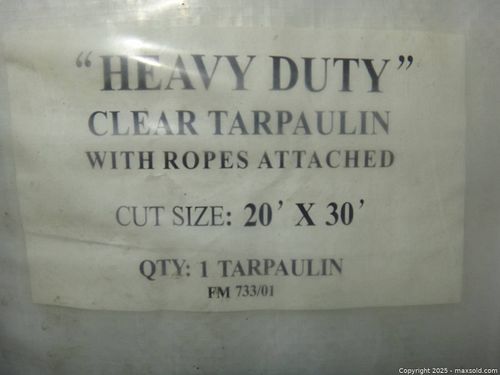 “HEAVY DUTY”
CLEAR TARPAULIN
WITH ROPES ATTACHED
CUT SIZE: 20’ X 30’
QTY: 1 TARPAULIN
FM 733/01
Copyright 2025 - maxsold.com